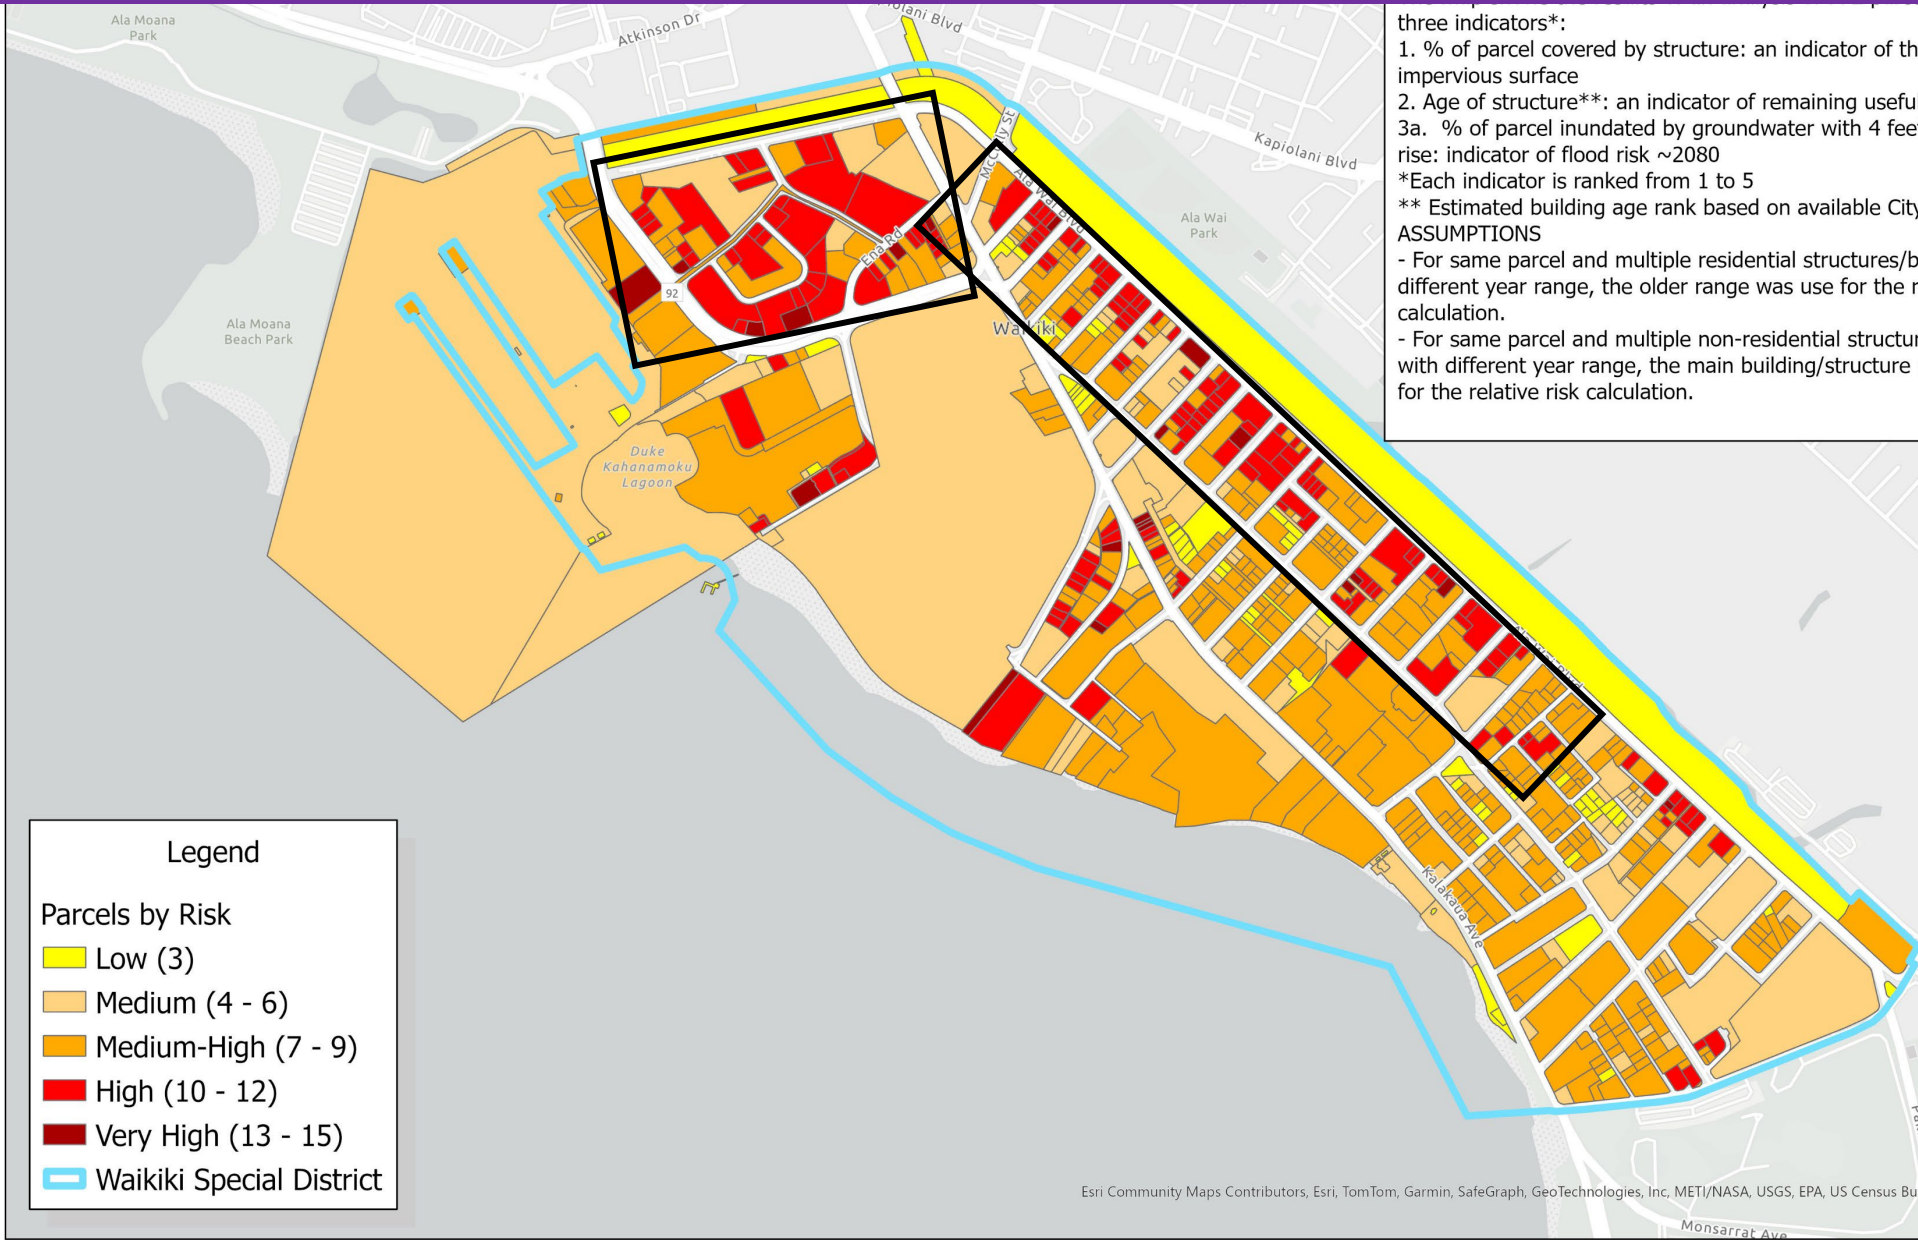 three indicators*:
1. % of parcel covered by structure: an indicator of th
impervious surface
2. Age of structure**: an indicator of remaining usefu
3a. % of parcel inundated by groundwater with 4 fee
rise: indicator of flood risk ~2080
*Each indicator is ranked from 1 to 5
** Estimated building age rank based on available City
ASSUMPTIONS
- For same parcel and multiple residential structures/b
different year range, the older range was use for the r
calculation.
- For same parcel and multiple non-residential structur
with different year range, the main building/structure
for the relative risk calculation.
Ala Moana
Park
Atkinson Dr
Kapiolani Blvd
McCully St
Ala Wai Blvd
Ala Wai
Park
Ena Rd
92
Waikiki
Ala Moana
Beach Park
Duke
Kahanamoku
Lagoon
Kalakaua Ave
Legend
Parcels by Risk
Low (3)
Medium (4 - 6)
Medium-High (7 - 9)
High (10 - 12)
Very High (13 - 15)
Waikiki Special District
Esri Community Maps Contributors, Esri, TomTom, Garmin, SafeGraph, GeoTechnologies, Inc, METI/NASA, USGS, EPA, US Census Bu
Monsarrat Ave